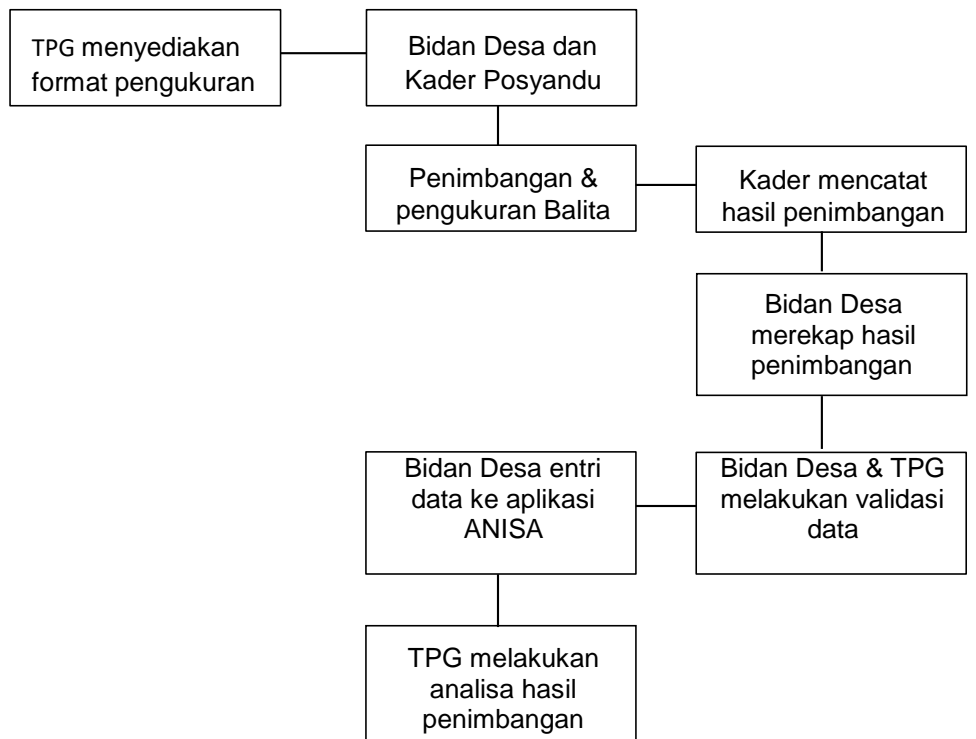 TPG menyediakan
format pengukuran
Bidan Desa dan
Kader Posyandu
Penimbangan &
pengukuran Balita
Kader mencatat
hasil penimbangan
Bidan Desa
merekap hasil
penimbangan
Bidan Desa & TPG
melakukan validasi
data
Bidan Desa entri
data ke aplikasi
ANISA
TPG melakukan
analisa hasil
penimbangan